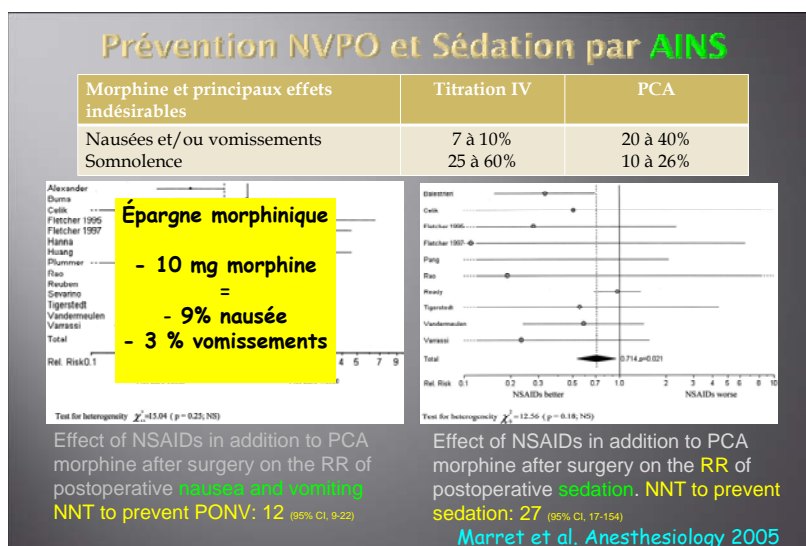 Prévention NVPO et Sédation par AINS
Morphine et principaux effets indésirables
Titration IV
PCA
Nausées et/ou vomissements
7 à 10%
20 à 40%
Somnolence
25 à 60%
10 à 26%
Alexander
Burma
Celik
Fletcher 1995
Fletcher 1997
Hanna
Huang
Plummer
Rao
Reuben
Sevarino
Tigerstedt
Vandermeulen
Varrassi
Total
Rel. Risk0.1
4 5 7 9
Épargne morphinique
- 10 mg morphine
=
- 9% nausée
- 3 % vomissements
Test for heterogeneity χ²=15.04 ( p = 0.25; NS)
Balestrieri
Celik
Fletcher 1995
Fletcher 1997
Pang
Rao
Ready
Tigerstedt
Vandermeulen
Varrassi
Total
0.714,p=0.021
Rel. Risk 0.1 0.2 0.3 0.5 0.7 1.0 2 3 4 5 6 8 10
NSAIDs better
NSAIDs worse
Test for heterogeneity χ²=12.56 ( p = 0.18; NS)
Effect of NSAIDs in addition to PCA
morphine after surgery on the RR of
postoperative nausea and vomiting
NNT to prevent PONV: 12 (95% CI, 9-22)
Effect of NSAIDs in addition to PCA
morphine after surgery on the RR of
postoperative sedation. NNT to prevent
sedation: 27 (95% CI, 17-154)
Marret et al. Anesthesiology 2005